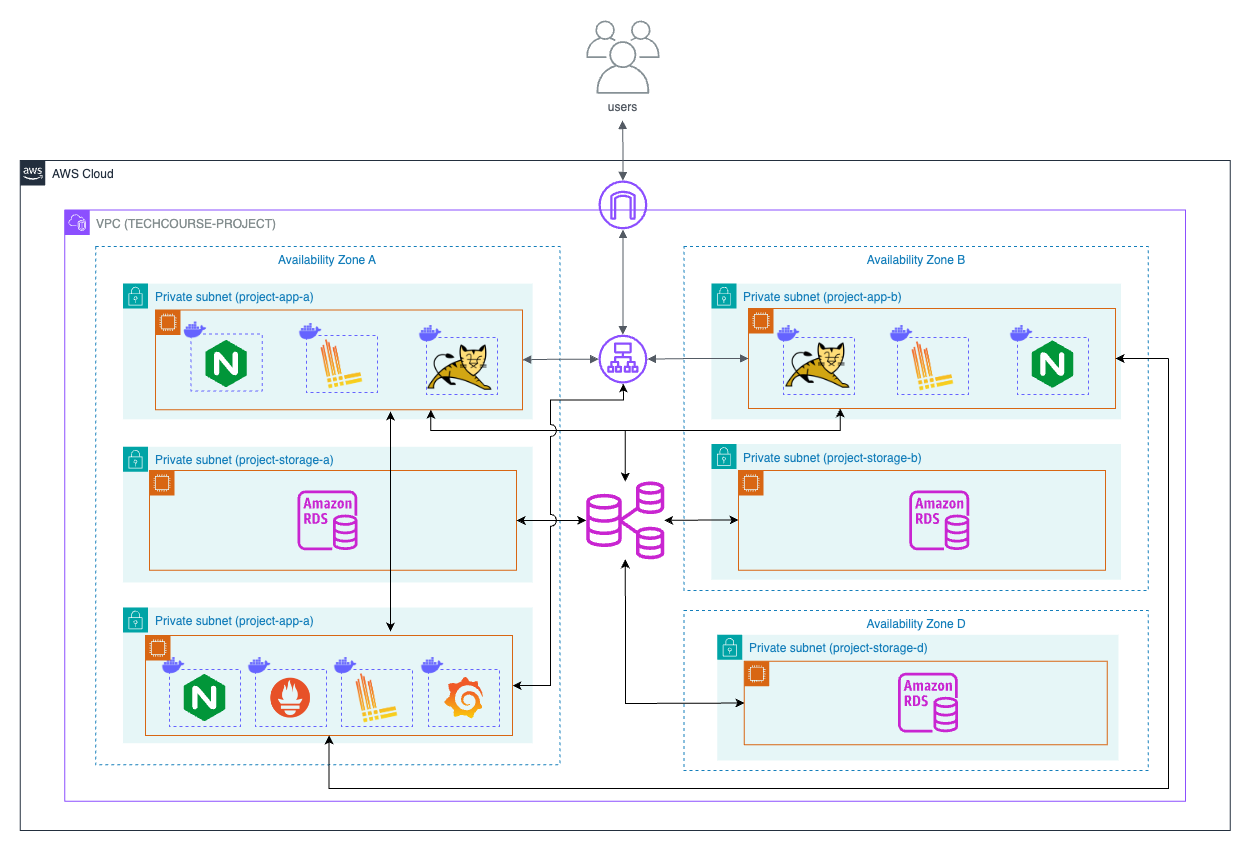 users
aws
AWS Cloud
VPC (TECHCOURSE-PROJECT)
Availability Zone A
Private subnet (project-app-a)
N
Private subnet (project-storage-a)
Amazon
RDS
Private subnet (project-app-a)
N
Availability Zone B
Private subnet (project-app-b)
N
Private subnet (project-storage-b)
Amazon
RDS
Availability Zone D
Private subnet (project-storage-d)
Amazon
RDS